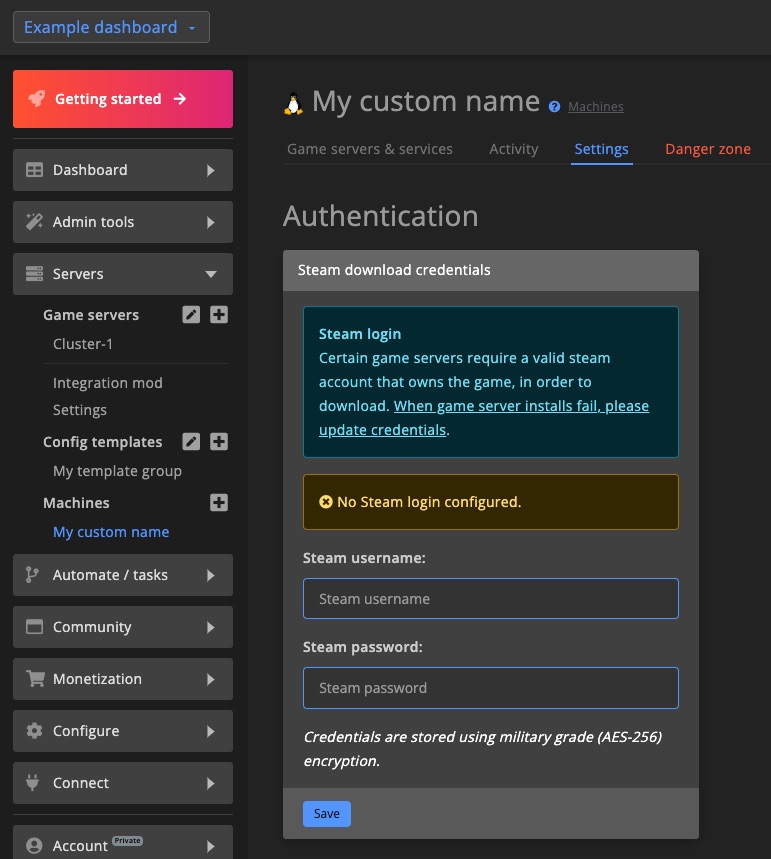 Example dashboard
Getting started
Dashboard
Admin tools
Servers
Game servers
Cluster-1
Integration mod
Settings
Config templates
My template group
Machines
My custom name
Automate / tasks
Community
Monetization
Configure
Connect
Account Private
My custom name Machines
Game servers & services Activity Settings Danger zone
Authentication
Steam download credentials
Steam login
Certain game servers require a valid steam
account that owns the game, in order to
download. When game server installs fail, please
update credentials.
No Steam login configured.
Steam username:
Steam username
Steam password:
Steam password
Credentials are stored using military grade (AES-256)
encryption.
Save